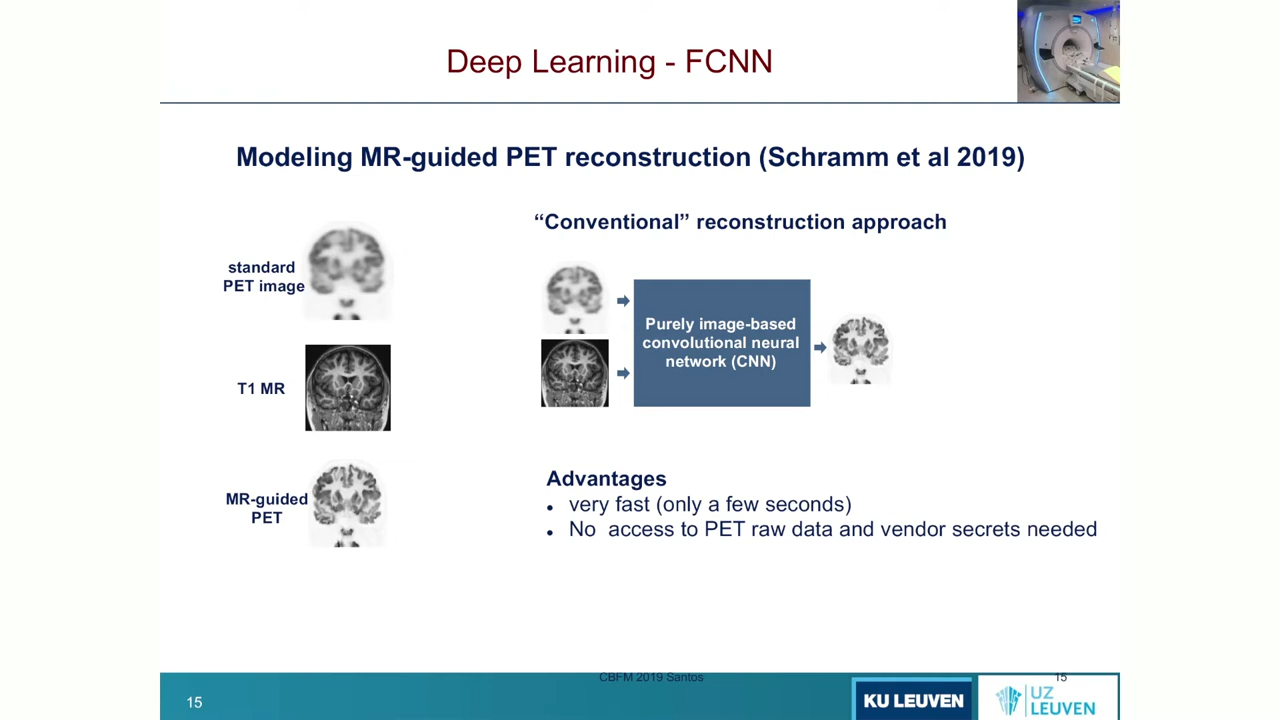 Deep Learning - FCNN
Modeling MR-guided PET reconstruction (Schramm et al 2019)
“Conventional” reconstruction approach
standard
PET image
T1 MR
MR-guided
PET
Purely image-based
convolutional neural
network (CNN)
Advantages
• very fast (only a few seconds)
• No access to PET raw data and vendor secrets needed
CBFM 2019 Santos
15
15
KU LEUVEN
UZ
LEUVEN